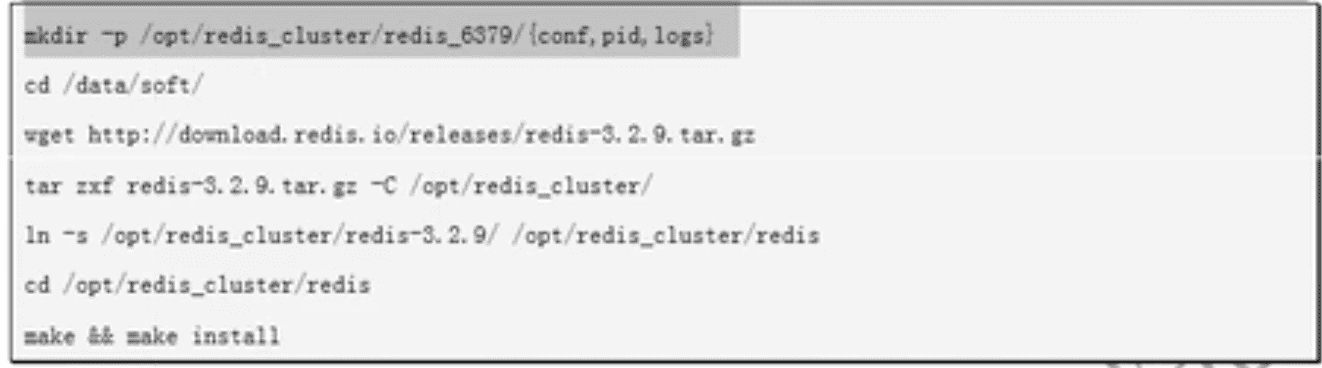 mkdir -p /opt/redis_cluster/redis_6379/{conf,pid,logs}
cd /data/soft/
wget http://download.redis.io/releases/redis-3.2.9.tar.gz
tar zxf redis-3.2.9.tar.gz -C /opt/redis_cluster/
ln -s /opt/redis_cluster/redis-3.2.9/ /opt/redis_cluster/redis
cd /opt/redis_cluster/redis
make && make install